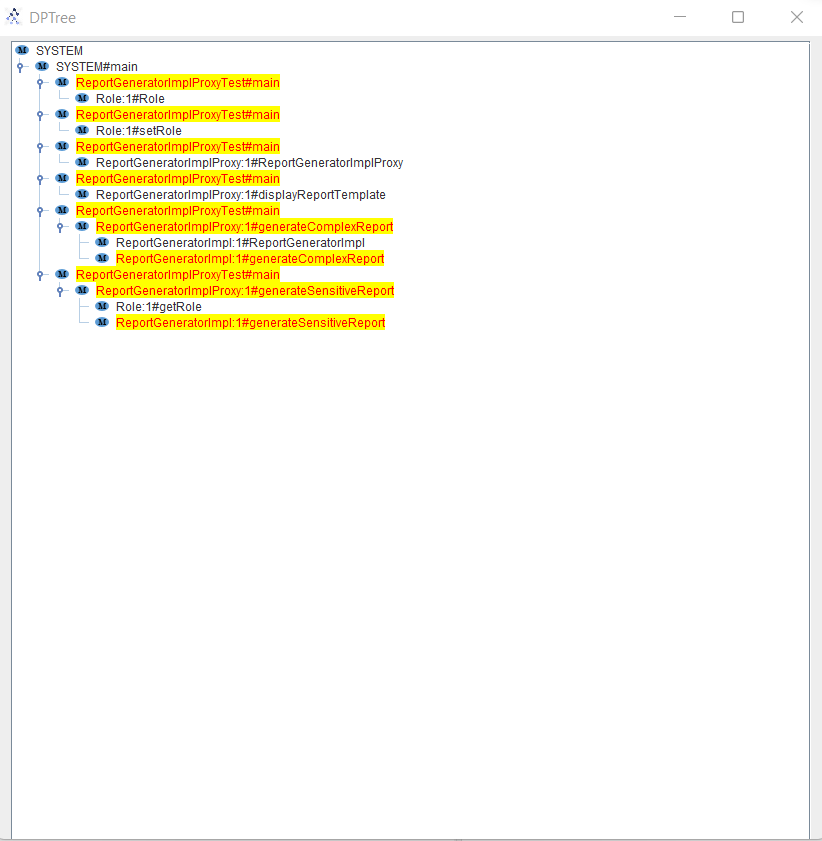 DPTree
SYSTEM
SYSTEM#main
ReportGeneratorImplProxyTest#main
Role:1#Role
ReportGeneratorImplProxyTest#main
Role:1#setRole
ReportGeneratorImplProxyTest#main
ReportGeneratorImplProxy:1#ReportGeneratorImplProxy
ReportGeneratorImplProxyTest#main
ReportGeneratorImplProxy:1#displayReportTemplate
ReportGeneratorImplProxyTest#main
ReportGeneratorImplProxy:1#generateComplexReport
ReportGeneratorImpl:1#ReportGeneratorImpl
ReportGeneratorImpl:1#generateComplexReport
ReportGeneratorImplProxyTest#main
ReportGeneratorImplProxy:1#generateSensitiveReport
Role:1#getRole
ReportGeneratorImpl:1#generateSensitiveReport